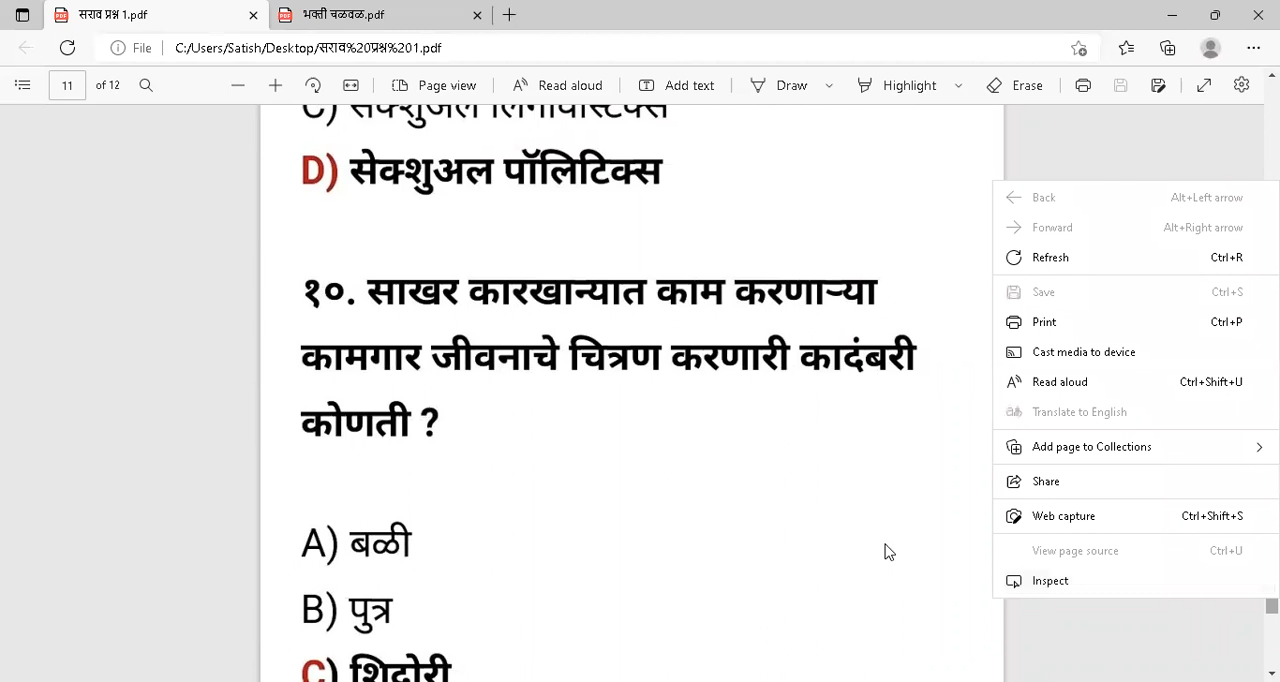 सराव प्रश्न 1.pdf
भक्ती चळवळ.pdf
File
C:/Users/Satish/Desktop/सराव%20प्रश्न%201.pdf
11 of 12
Page view
Read aloud
Add text
Draw
Highlight
Erase
C) सेक्शुअल लिंगविस्टिक्स
D) सेक्शुअल पॉलिटिक्स
१०. साखर कारखान्यात काम करणाऱ्या
कामगार जीवनाचे चित्रण करणारी कादंबरी
कोणती ?
A) बळी
B) पुत्र
C) शिदोरी
Back Alt+Left arrow
Forward Alt+Right arrow
Refresh Ctrl+R
Save Ctrl+S
Print Ctrl+P
Cast media to device
Read aloud Ctrl+Shift+U
Translate to English
Add page to Collections
Share
Web capture Ctrl+Shift+S
View page source Ctrl+U
Inspect